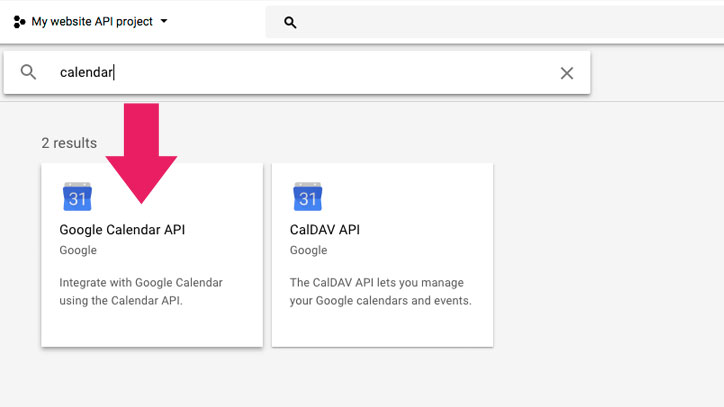 My website API project
calendar
2 results
31
Google Calendar API
Google
Integrate with Google Calendar
using the Calendar API.
31
CalDAV API
Google
The CalDAV API lets you manage
your Google calendars and events.